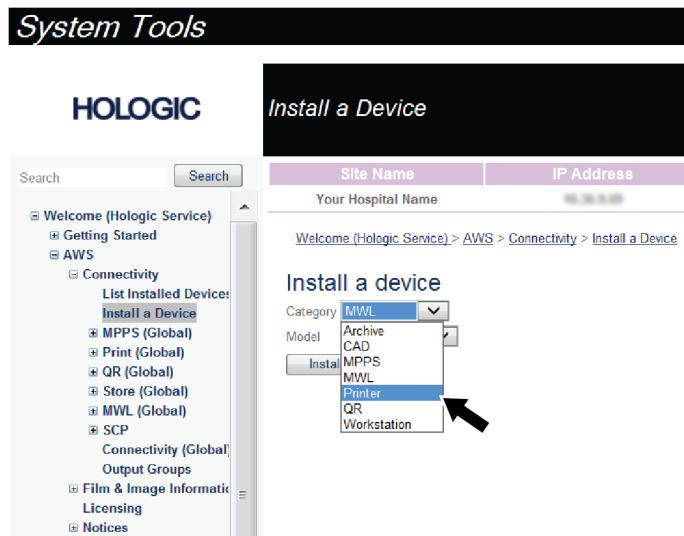 System Tools
HOLOGIC
Install a Device
Search
Search
Site Name
IP Address
Your Hospital Name
Welcome (Hologic Service)
Getting Started
AWS
Connectivity
List Installed Devices
Install a Device
MPPS (Global)
Print (Global)
QR (Global)
Store (Global)
MWL (Global)
SCP
Connectivity (Global)
Output Groups
Film & Image Informatic
Licensing
Notices
Welcome (Hologic Service) > AWS > Connectivity > Install a Device
Install a device
Category MWL
Model
Instal
Archive
CAD
MPPS
MWL
Printer
QR
Workstation